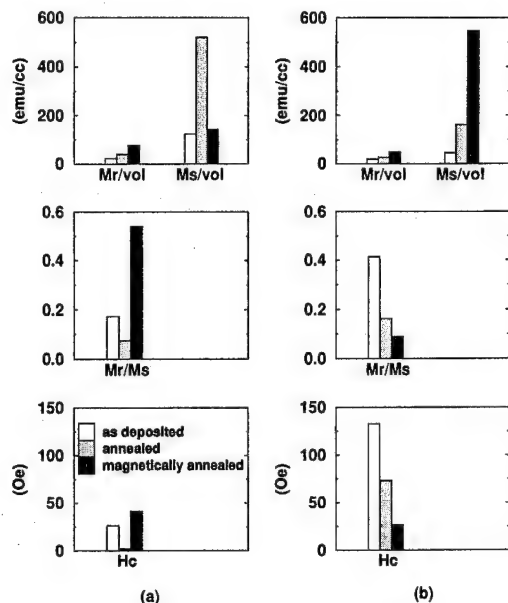 600
400
200
0
(emu/cc)
Mr/vol Ms/vol
600
400
200
0
(emu/cc)
Mr/vol Ms/vol
0.6
0.4
0.2
0.0
Mr/Ms
0.6
0.4
0.2
0.0
Mr/Ms
150
100
50
0
(Oe)
as deposited
annealed
magnetically annealed
Hc
(a)
150
100
50
0
(Oe)
Hc
(b)